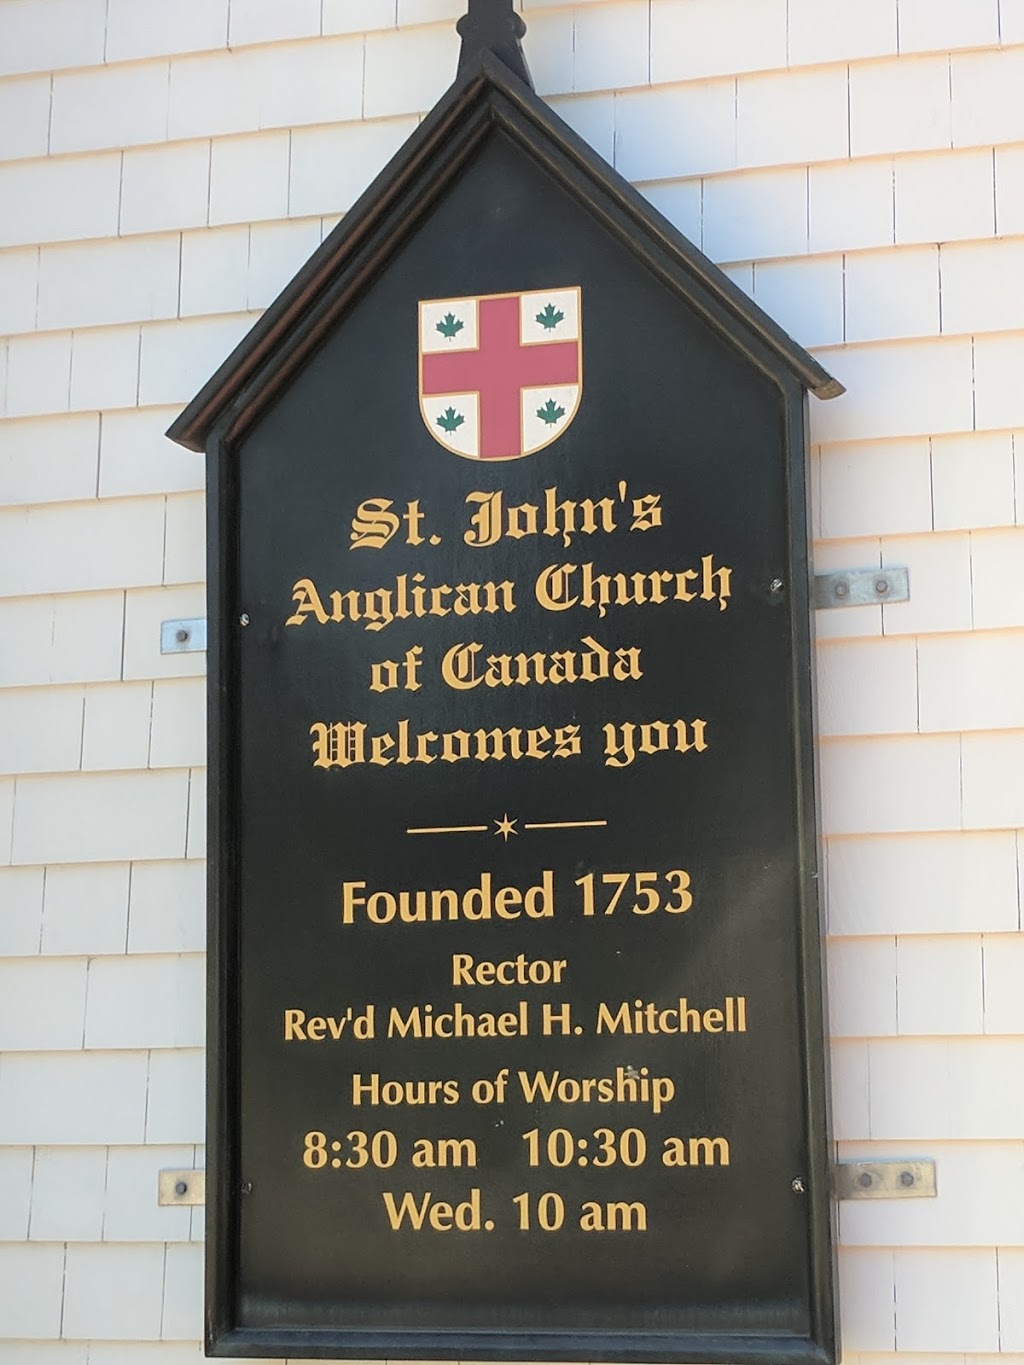 St. John's
Anglican Church
of Canada
Welcomes you
Founded 1753
Rector
Rev'd Michael H. Mitchell
Hours of Worship
8:30 am 10:30 am
Wed. 10 am